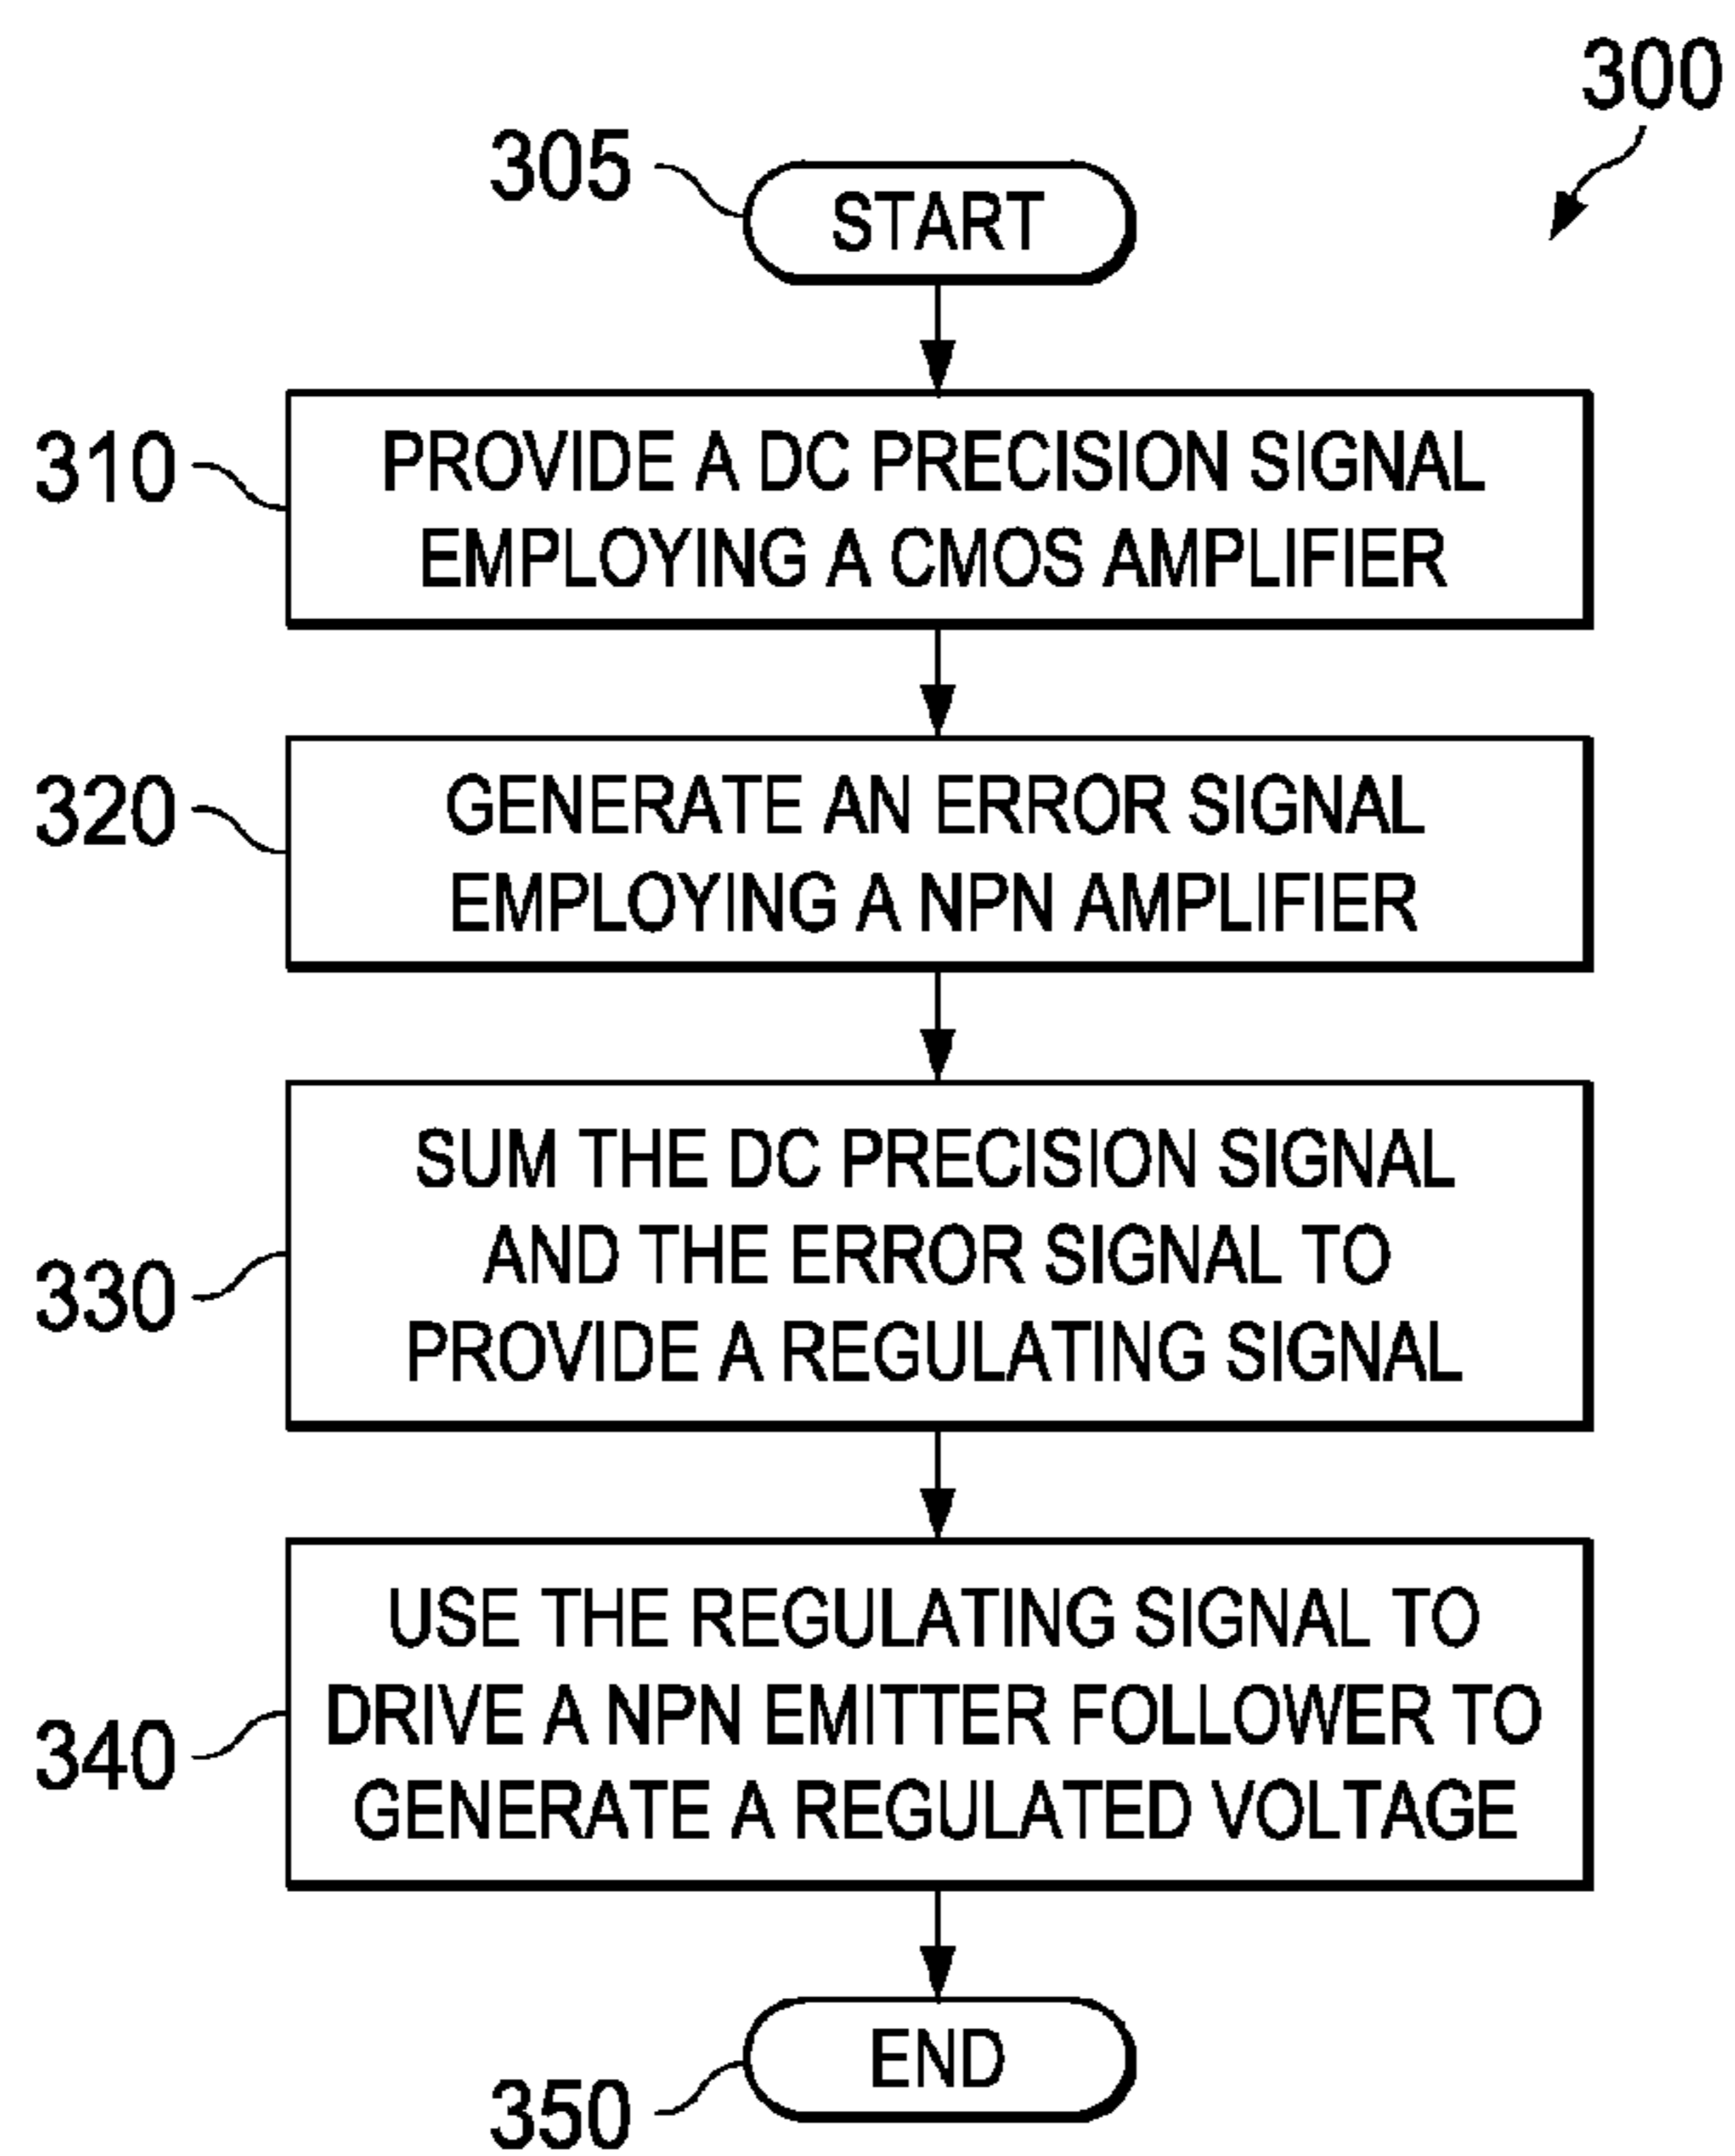 300
305
START
310
PROVIDE A DC PRECISION SIGNAL
EMPLOYING A CMOS AMPLIFIER
320
GENERATE AN ERROR SIGNAL
EMPLOYING A NPN AMPLIFIER
330
SUM THE DC PRECISION SIGNAL
AND THE ERROR SIGNAL TO
PROVIDE A REGULATING SIGNAL
340
USE THE REGULATING SIGNAL TO
DRIVE A NPN EMITTER FOLLOWER TO
GENERATE A REGULATED VOLTAGE
350
END